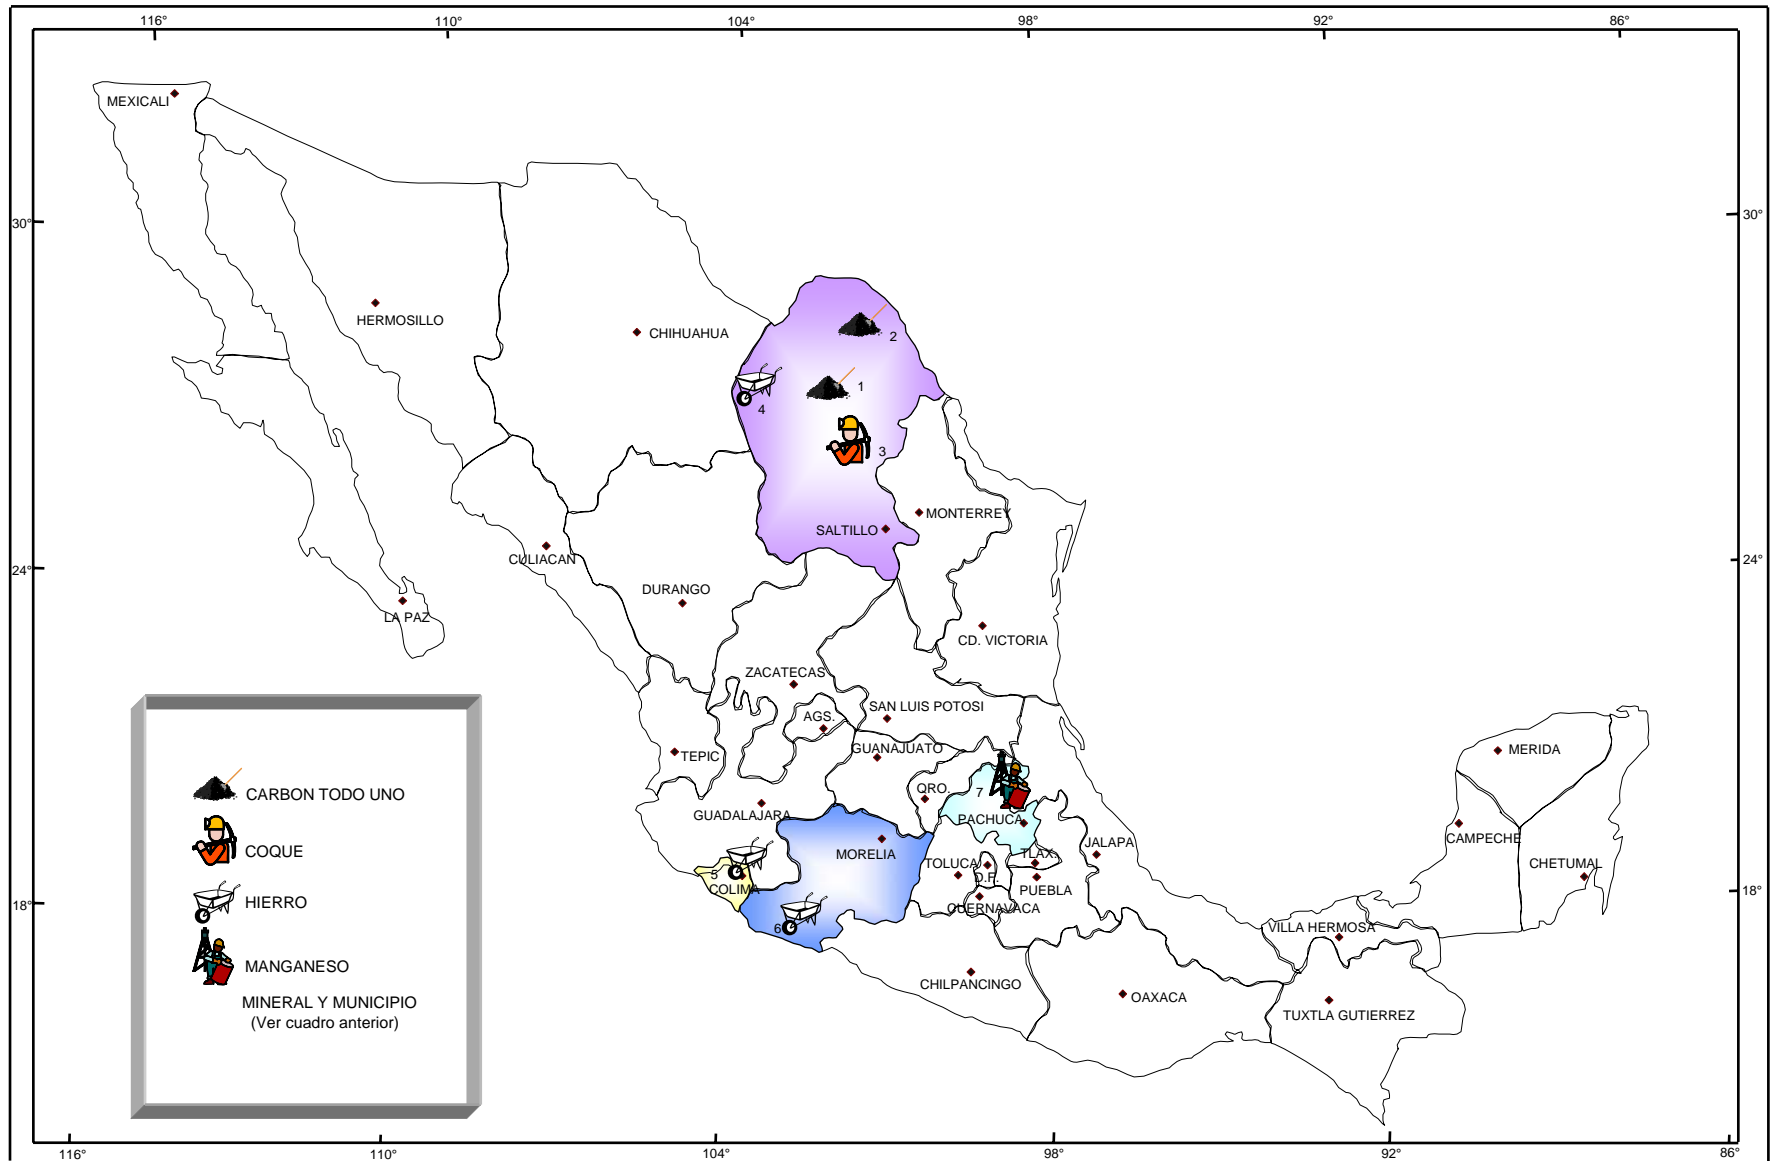 116°
110°
104°
98°
92°
86°
MEXICALI
30°
30°
HERMOSILLO
CHIHUAHUA
2
1
4
3
SALTILLO
MONTERREY
CULIACAN
24°
24°
DURANGO
LA PAZ
CD. VICTORIA
ZACATECAS
SAN LUIS POTOSI
AGS.
GUANAJUATO
TEPIC
MERIDA
QRO.
7
GUADALAJARA
PACHUCA
CAMPECHE
MORELIA
JALAPA
TLAX.
TOLUCA
CHETUMAL
5
D.F.
COLIMA
PUEBLA
18°
18°
CUERNAVACA
6
VILLA HERMOSA
CHILPANCINGO
OAXACA
TUXTLA GUTIERREZ
CARBON TODO UNO
COQUE
HIERRO
MANGANESO
MINERAL Y MUNICIPIO
(Ver cuadro anterior)
116°
110°
104°
98°
92°
86°